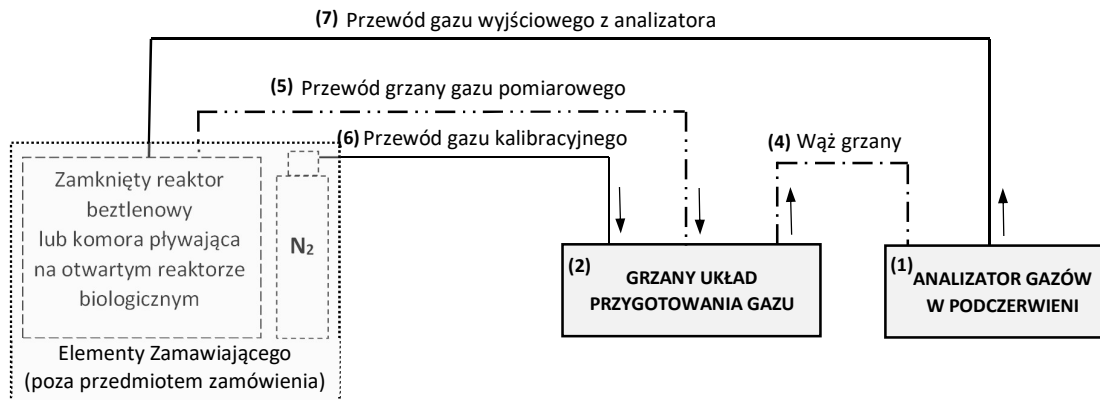 (7) Przewód gazu wyjściowego z analizatora
(5) Przewód grzany gazu pomiarowego
(6) Przewód gazu kalibracyjnego
(4) Wąż grzany
Zamknięty reaktor
beztlenowy
lub komora pływająca
na otwartym reaktorze
biologicznym
N₂
(2) GRZANY UKŁAD
PRZYGOTOWANIA GAZU
(1) ANALIZATOR GAZÓW
W PODCZERWIENI
Elementy Zamawiającego
(poza przedmiotem zamówienia)